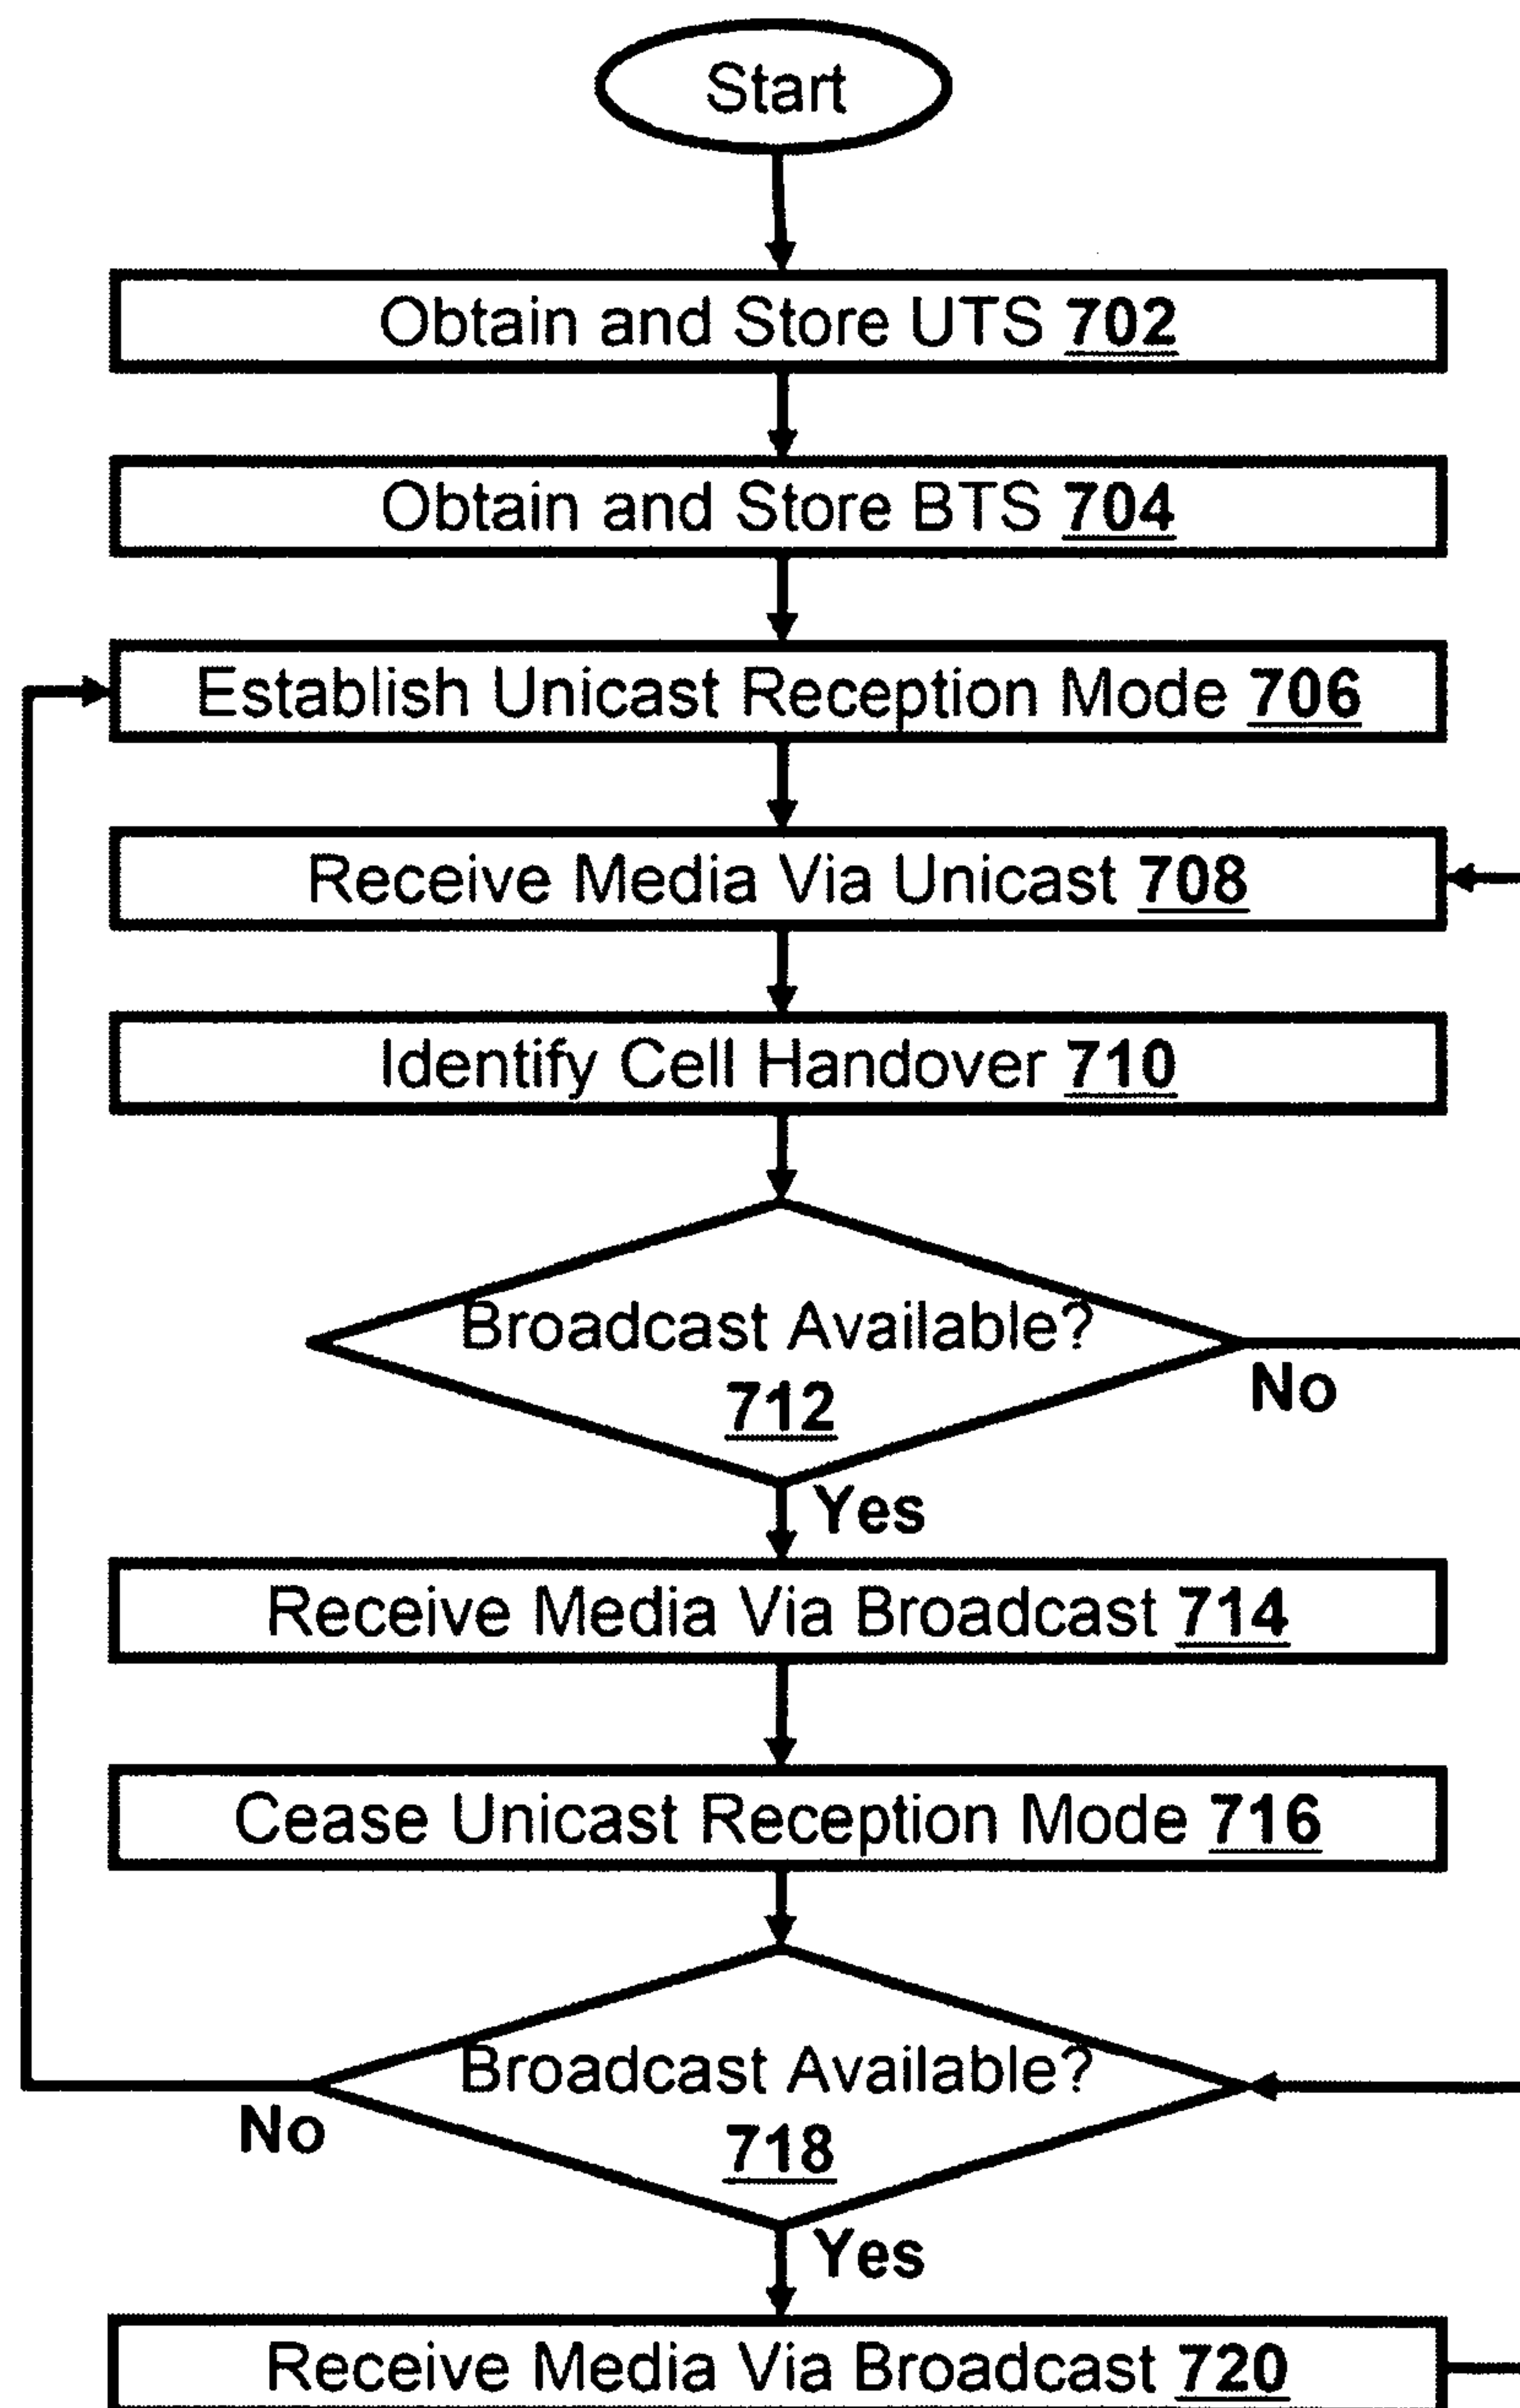 Start
Obtain and Store UTS 702
Obtain and Store BTS 704
Establish Unicast Reception Mode 706
Receive Media Via Unicast 708
Identify Cell Handover 710
Broadcast Available?
712
No
Yes
Receive Media Via Broadcast 714
Cease Unicast Reception Mode 716
Broadcast Available?
718
No
Yes
Receive Media Via Broadcast 720